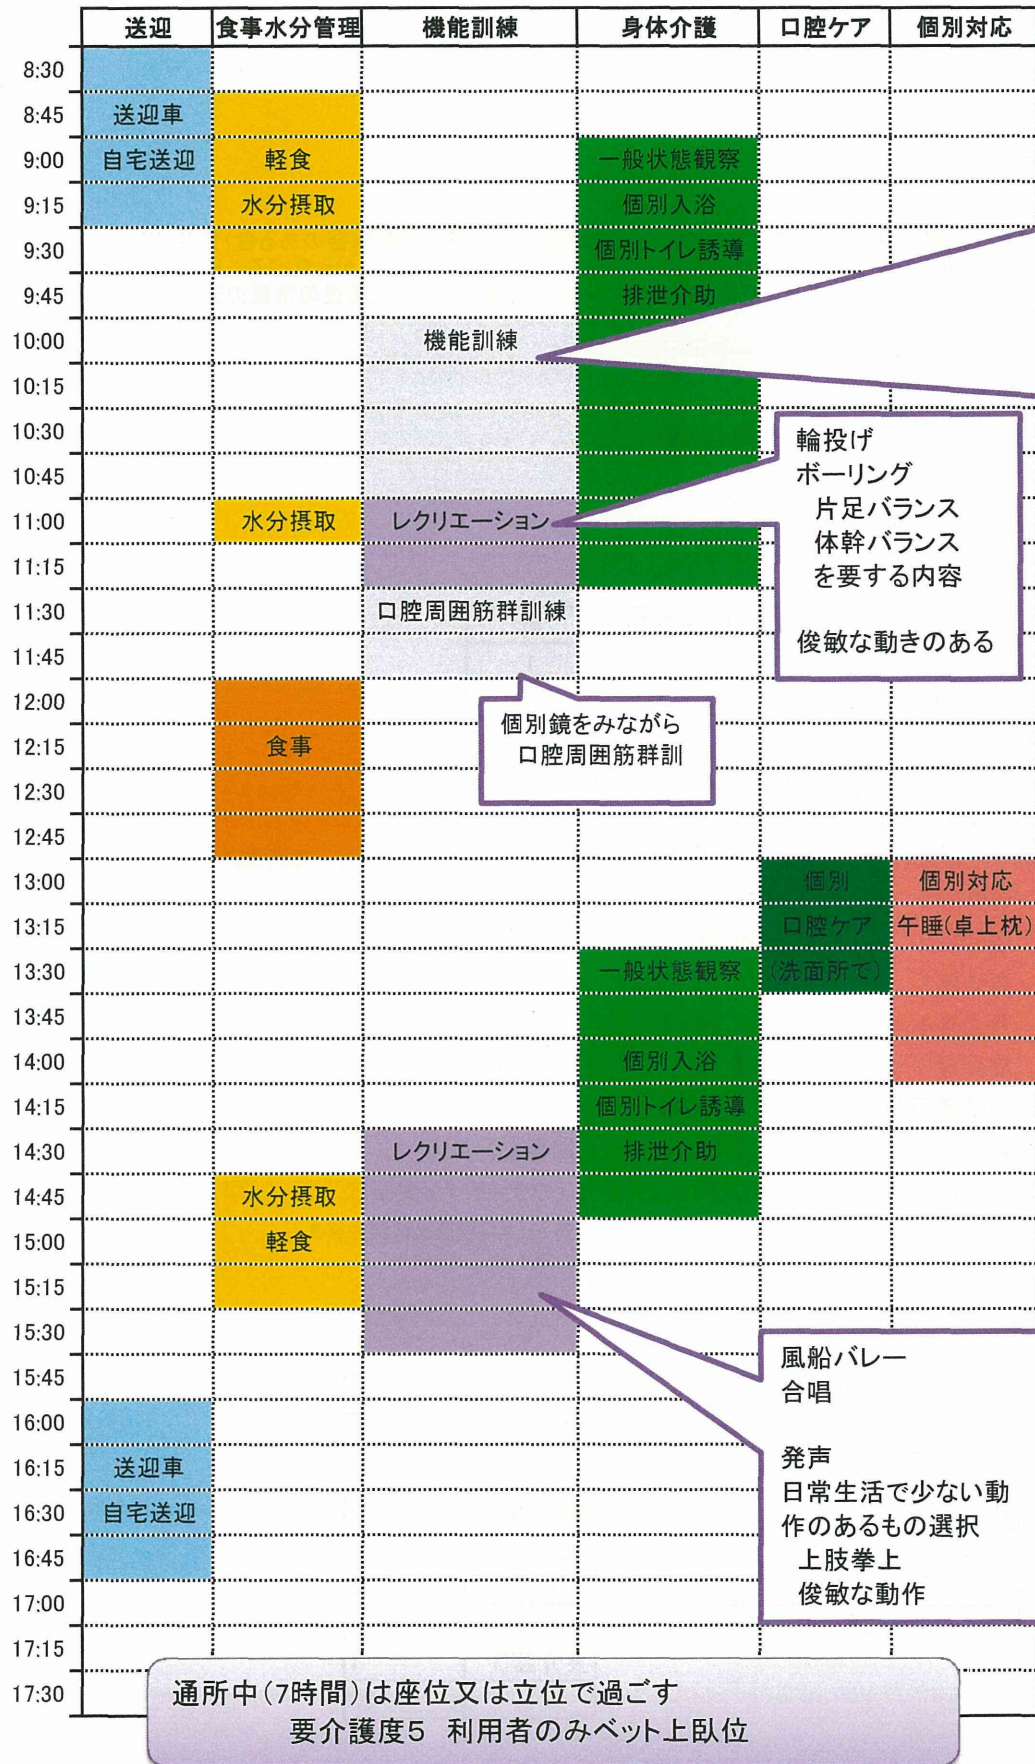 送迎 食事水分管理 機能訓練 身体介護 口腔ケア 個別対応
8:30
8:45 送迎車
9:00 自宅送迎 軽食 一般状態観察
9:15 水分摂取 個別入浴
9:30 個別トイレ誘導
9:45 排泄介助
10:00 機能訓練
10:15
10:30
10:45
11:00 水分摂取 レクリエーション
11:15
11:30 口腔周囲筋群訓練
11:45
12:00
12:15 食事
12:30
12:45
13:00 個別 個別対応
13:15 口腔ケア 午睡(卓上枕)
13:30 一般状態観察 (洗面所で)
13:45
14:00 個別入浴
14:15 個別トイレ誘導
14:30 レクリエーション 排泄介助
14:45 水分摂取
15:00 軽食
15:15
15:30
15:45
16:00
16:15 送迎車
16:30 自宅送迎
16:45
17:00
17:15
17:30
輪投げ
ボーリング
片足バランス
体幹バランス
を要する内容
俊敏な動きのある
個別鏡をみながら
口腔周囲筋群訓
風船バレー
合唱
発声
日常生活で少ない動
作のあるもの選択
上肢挙上
俊敏な動作
通所中(7時間)は座位又は立位で過ごす
要介護度5 利用者のみベット上臥位